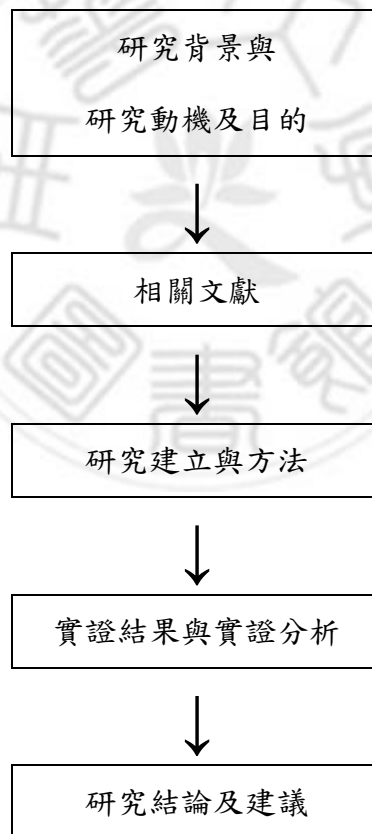 研究背景與
研究動機及目的
相關文獻
研究建立與方法
實證結果與實證分析
研究結論及建議